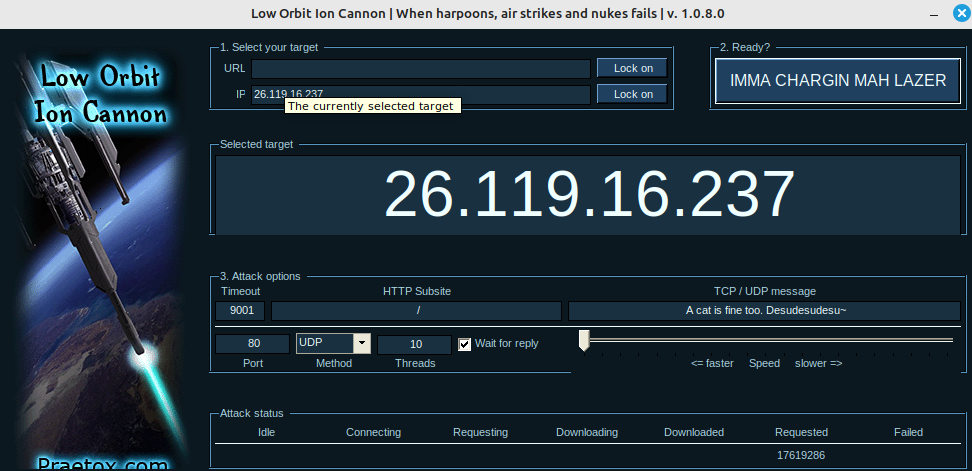 Low Orbit Ion Cannon | When harpoons, air strikes and nukes fails | v. 1.0.8.0
Low Orbit
Ion Cannon
Praetox.com
1. Select your target
URL Lock on
IP 26.119.16.237 Lock on
The currently selected target
2. Ready?
IMMA CHARGIN MAH LAZER
Selected target
26.119.16.237
3. Attack options
Timeout HTTP Subsite TCP / UDP message
9001 / A cat is fine too. Desudesudesu~
80 UDP 10 Wait for reply
Port Method Threads <= faster Speed slower =>
Attack status
Idle Connecting Requesting Downloading Downloaded Requested Failed
17619286